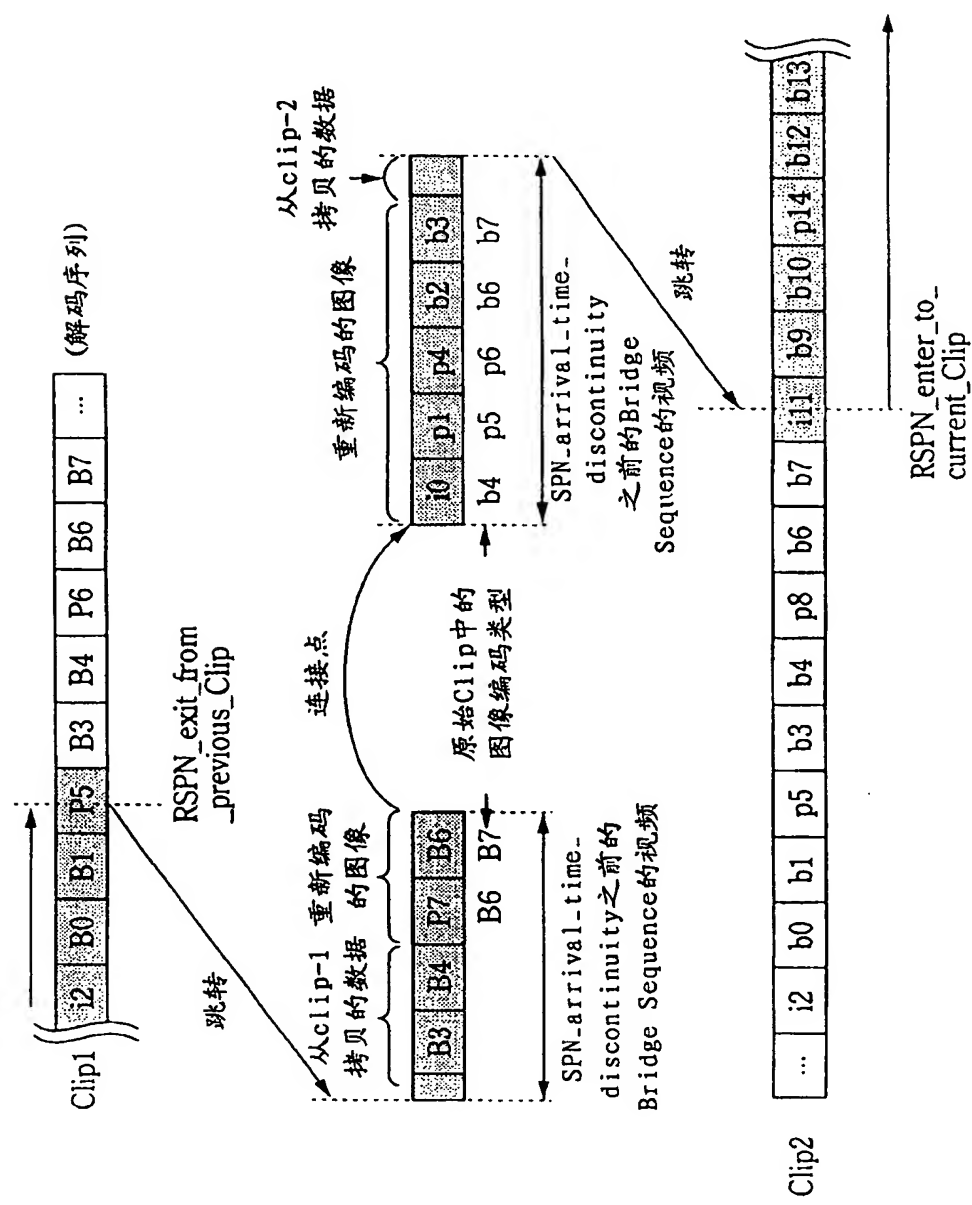 Clip1
i2 B0 B1 P5 B3 B4 P6 B6 B7 ...
(解码序列)
RSPN_exit_from
_previous_Clip
跳转
从clip-1
拷贝的数据
重新编码
的图像
连接点
重新编码的图像
从clip-2
拷贝的数据
B3 B4 P7 B6
B6 B7
原始Clip中的
图像编码类型
i0 p1 p4 b2 b3
b4 p5 p6 b6 b7
SPN_arrival_time_
discontinuity之前的
Bridge Sequence的视频
SPN_arrival_time_
discontinuity
之前的Bridge
Sequence的视频
跳转
Clip2
... i2 b0 b1 p5 b3 b4 p8 b6 b7 i11 b9 b10 p14 b12 b13
RSPN_enter_to_
current_Clip